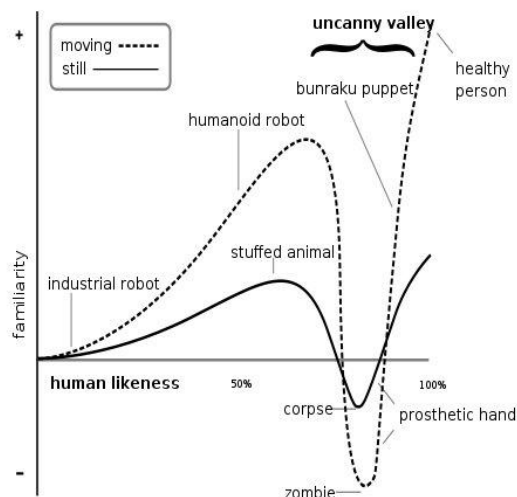 +
moving
still
uncanny valley
bunraku puppet
healthy
person
humanoid robot
stuffed animal
industrial robot
familiarity
human likeness
50%
100%
corpse
prosthetic hand
-
zombie